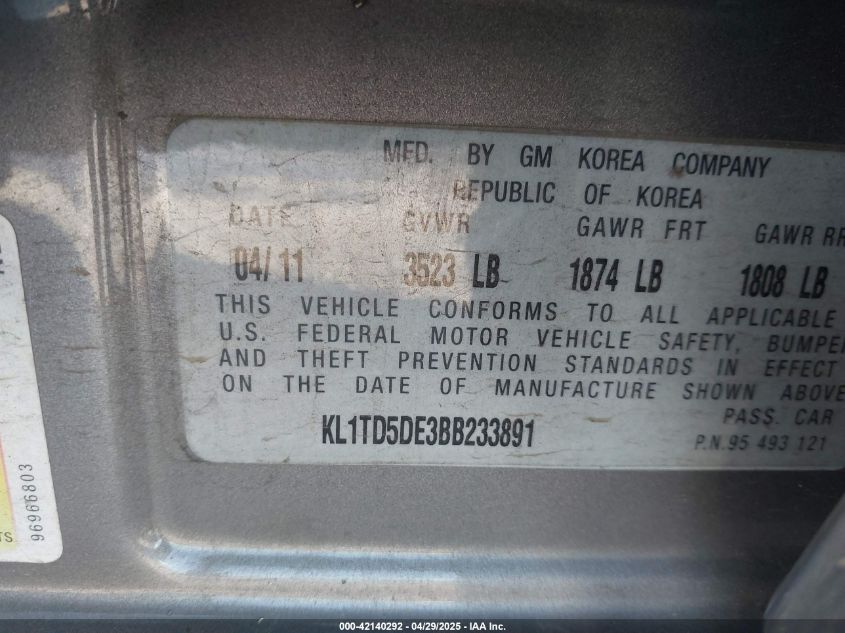 MFD. BY GM KOREA COMPANY
REPUBLIC OF KOREA
DATE GVWR GAWR FRT GAWR RR
04/11 3523 LB 1874 LB 1808 LB
THIS VEHICLE CONFORMS TO ALL APPLICABLE
U.S. FEDERAL MOTOR VEHICLE SAFETY, BUMPER
AND THEFT PREVENTION STANDARDS IN EFFECT
ON THE DATE OF MANUFACTURE SHOWN ABOVE
PASS. CAR
KL1TD5DE3BB233891 P.N.95 493 121
96966803
TS
000-42140292 - 04/29/2025 - IAA Inc.